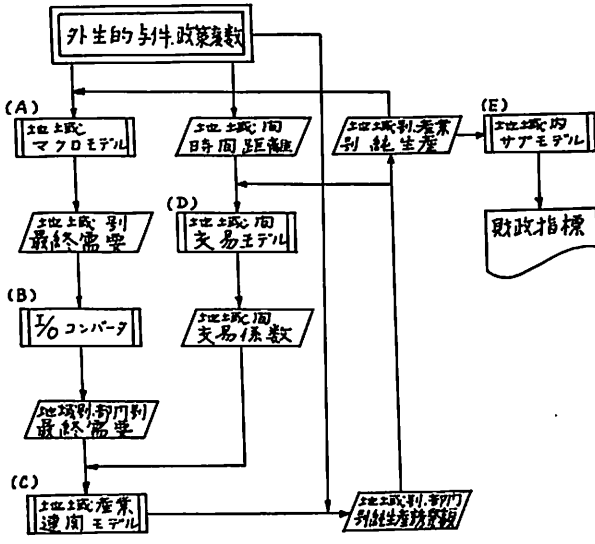 外生的与件、政策変数
(A)
地域
マクロモデル
地域間
時間距離
地域別、産業
別純生産
(E)
地域内
サブモデル
地域別
最終需要
(D)
地域間
交易モデル
財政指標
(B)
I/Oコンバータ
地域間
交易係数
地域別、部門別
最終需要
(C)
地域産業
連関モデル
地域別、部門
別純生産誘発額